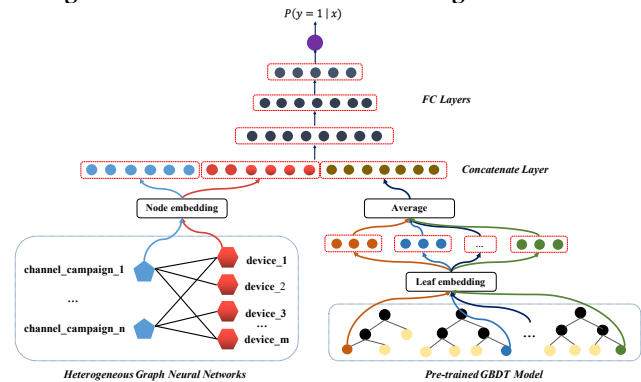 P(y = 1 | x)
FC Layers
Concatenate Layer
Node embedding
Average
...
Leaf embedding
channel_campaign_1
...
channel_campaign_n
device_1
device_2
device_3
...
device_m
...
Heterogeneous Graph Neural Networks
Pre-trained GBDT Model